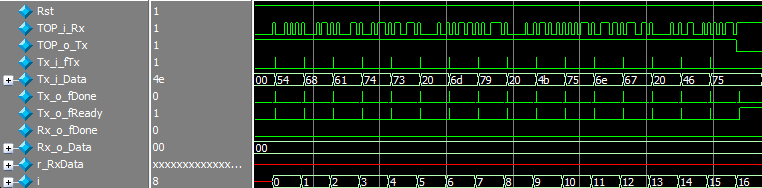 Rst 1
TOP_i_Rx 1
TOP_o_Tx 1
Tx_i_fTx 1
Tx_i_Data 4e 00 54 68 61 74 73 20 6d 79 20 4b 75 6e 67 20 46 75
Tx_o_fDone 0
Tx_o_fReady 1
Rx_o_fDone 0
Rx_o_Data 00 00
r_RxData xxxxxxxxxxxxx...
i 8 0 1 2 3 4 5 6 7 8 9 10 11 12 13 14 15 16